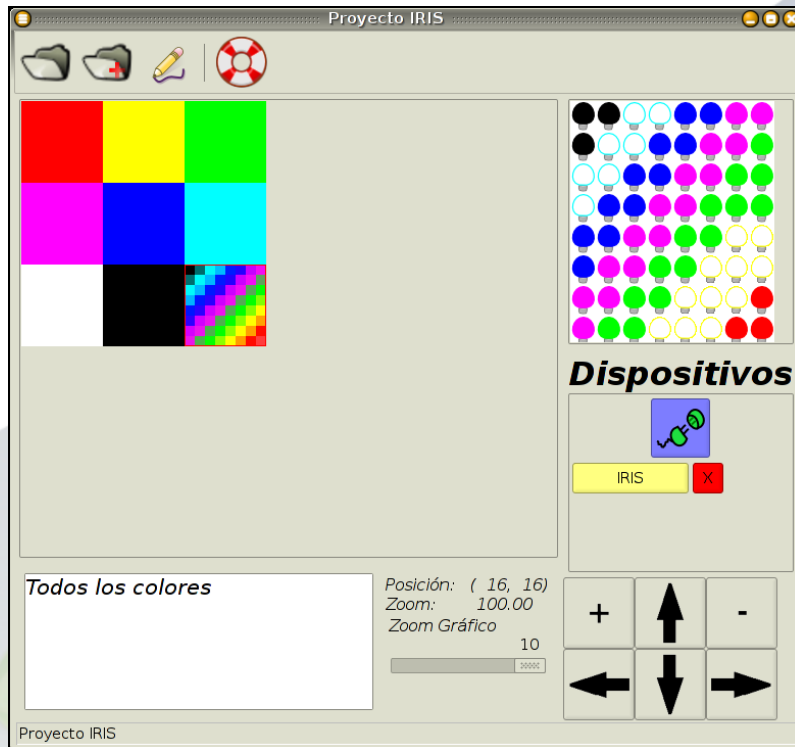 Proyecto IRIS
Dispositivos
IRIS X
Todos los colores
Posición: ( 16, 16)
Zoom: 100.00
Zoom Gráfico
10
+ -
Proyecto IRIS